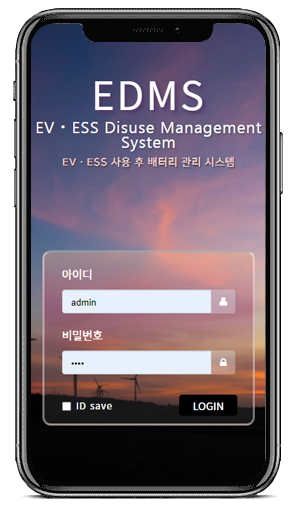 EDMS
EV · ESS Disuse Management
System
EV · ESS 사용 후 배터리 관리 시스템
아이디
admin
비밀번호
••••
ID save
LOGIN